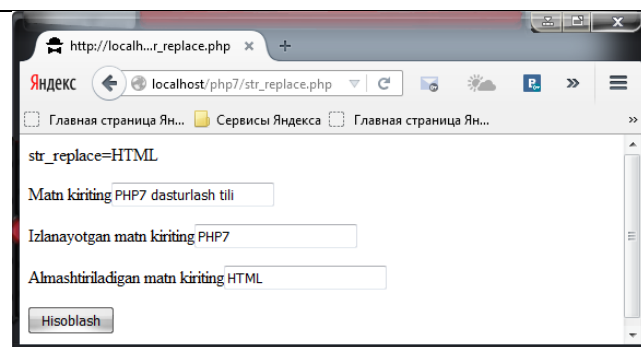 http://localh...r_replace.php
Яндекс localhost/php7/str_replace.php
Главная страница Ян... Сервисы Яндекса Главная страница Ян...
str_replace=HTML
Matn kiriting PHP7 dasturlash tili
Izlanayotgan matn kiriting PHP7
Almashtiriladigan matn kiriting HTML
Hisoblash